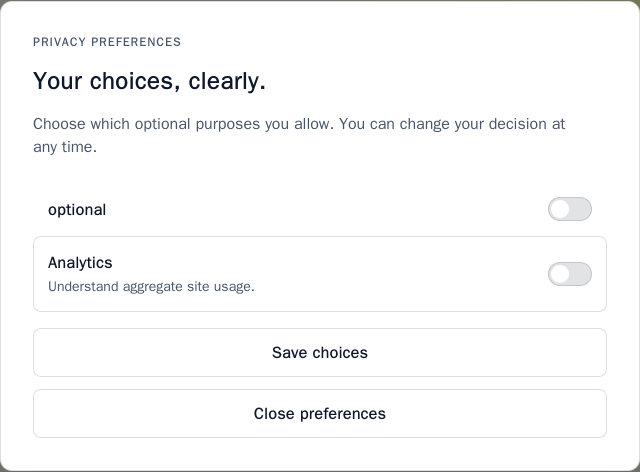 PRIVACY PREFERENCES
Your choices, clearly.
Choose which optional purposes you allow. You can change your decision at
any time.
optional
Analytics
Understand aggregate site usage.
Save choices
Close preferences